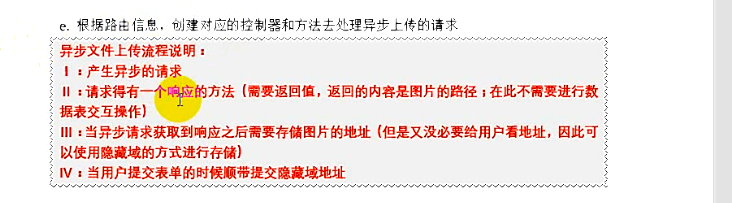 e. 根据路由信息，创建对应的控制器和方法去处理异步上传的请求
异步文件上传流程说明：
Ⅰ：产生异步的请求
Ⅱ：请求得有一个响应的方法（需要返回值，返回的内容是图片的路径；在此不需要进行数
据表交互操作）
Ⅲ：当异步请求获取到响应之后需要存储图片的地址（但是又没必要给用户看地址，因此可
以使用隐藏域的方式进行存储）
Ⅳ：当用户提交表单的时候顺带提交隐藏域地址